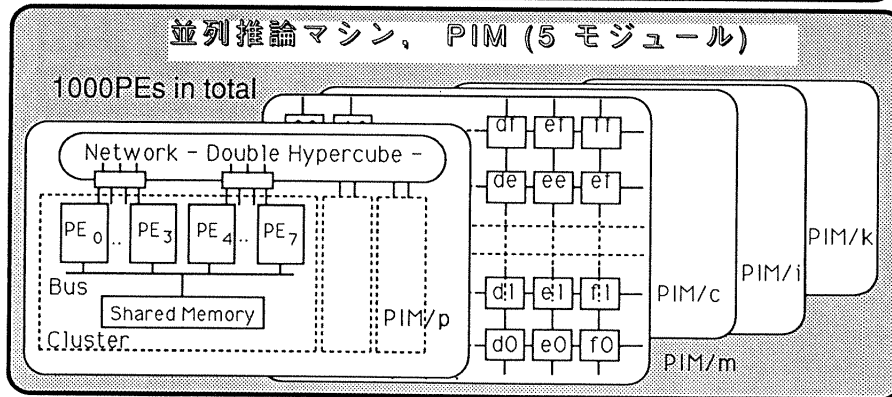 並列推論マシン, PIM (5 モジュール)
1000PEs in total
Network - Double Hypercube -
PE0 .. PE3 PE4 .. PE7
Bus
Shared Memory
Cluster
PIM/p
df ef ff
de ee ef
d1 e1 f1
d0 e0 f0
PIM/m
PIM/c
PIM/i
PIM/k